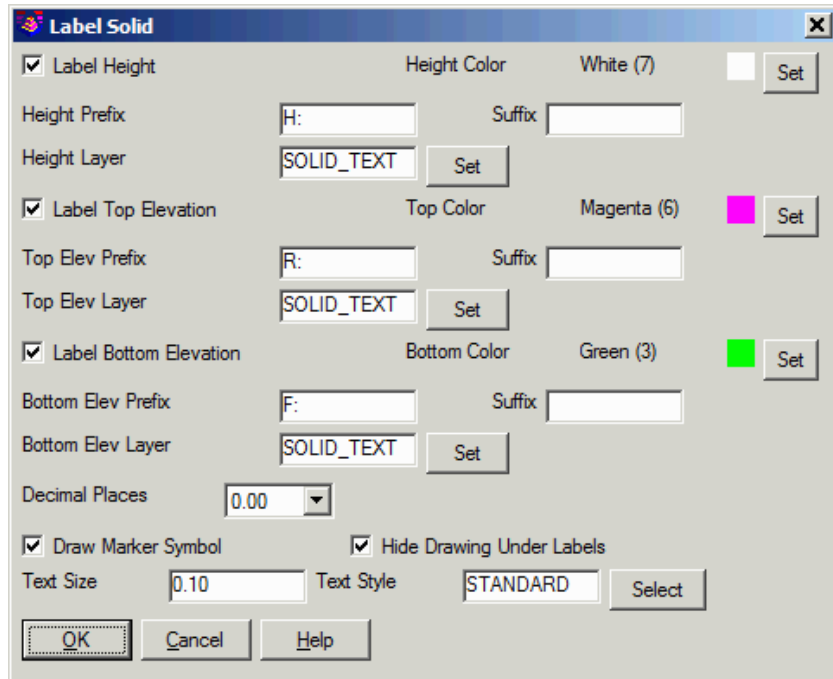 Label Solid
Label Height Height Color White (7) Set
Height Prefix H: Suffix
Height Layer SOLID_TEXT Set
Label Top Elevation Top Color Magenta (6) Set
Top Elev Prefix R: Suffix
Top Elev Layer SOLID_TEXT Set
Label Bottom Elevation Bottom Color Green (3) Set
Bottom Elev Prefix F: Suffix
Bottom Elev Layer SOLID_TEXT Set
Decimal Places 0.00
Draw Marker Symbol Hide Drawing Under Labels
Text Size 0.10 Text Style STANDARD Select
OK Cancel Help